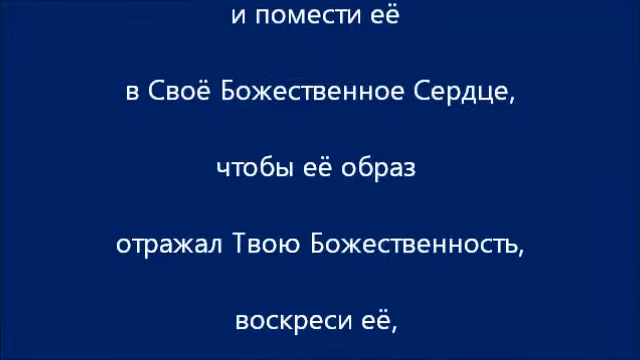 и помести её
в Своё Божественное Сердце,
чтобы её образ
отражал Твою Божественность,
воскреси её,